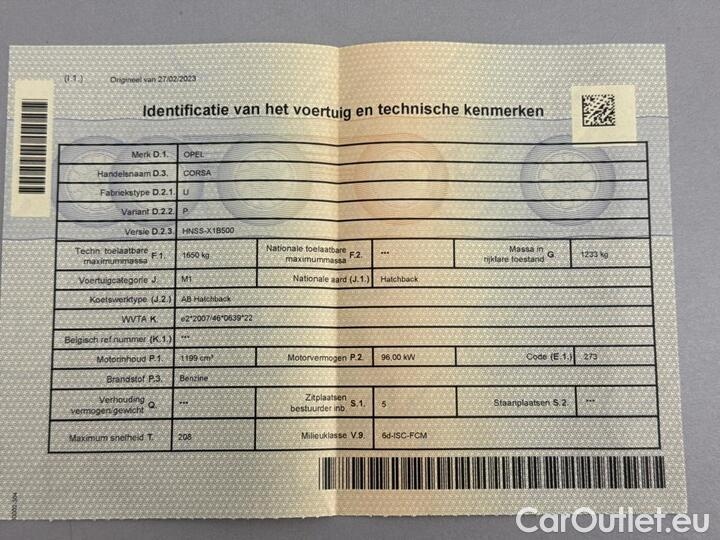 (I.1.) Origineel van 27/02/2023
Identificatie van het voertuig en technische kenmerken
Merk D.1. OPEL
Handelsnaam D.3. CORSA
Fabriekstype D.2.1. U
Variant D.2.2. P
Versie D.2.3. HNSS-X1B500
Techn. toelaatbare maximummassa F.1. 1650 kg Nationale toelaatbare maximummassa F.2. *** Massa in rijklare toestand G. 1233 kg
Voertuigcategorie J. M1 Nationale aard (J.1.) Hatchback
Koetswerktype (J.2.) AB Hatchback
WVTA K. e2*2007/46*0639*22
Belgisch ref.nummer (K.1.) ***
Motorinhoud P.1. 1199 cm³ Motorvermogen P.2. 96,00 kW Code (E.1.) 273
Brandstof P.3. Benzine
Verhouding vermogen/gewicht Q. *** Zitplaatsen bestuurder inb. S.1. 5 Staanplaatsen S.2. ***
Maximum snelheid T. 208 Milieuklasse V.9. 6d-ISC-FCM
CarOutlet.eu